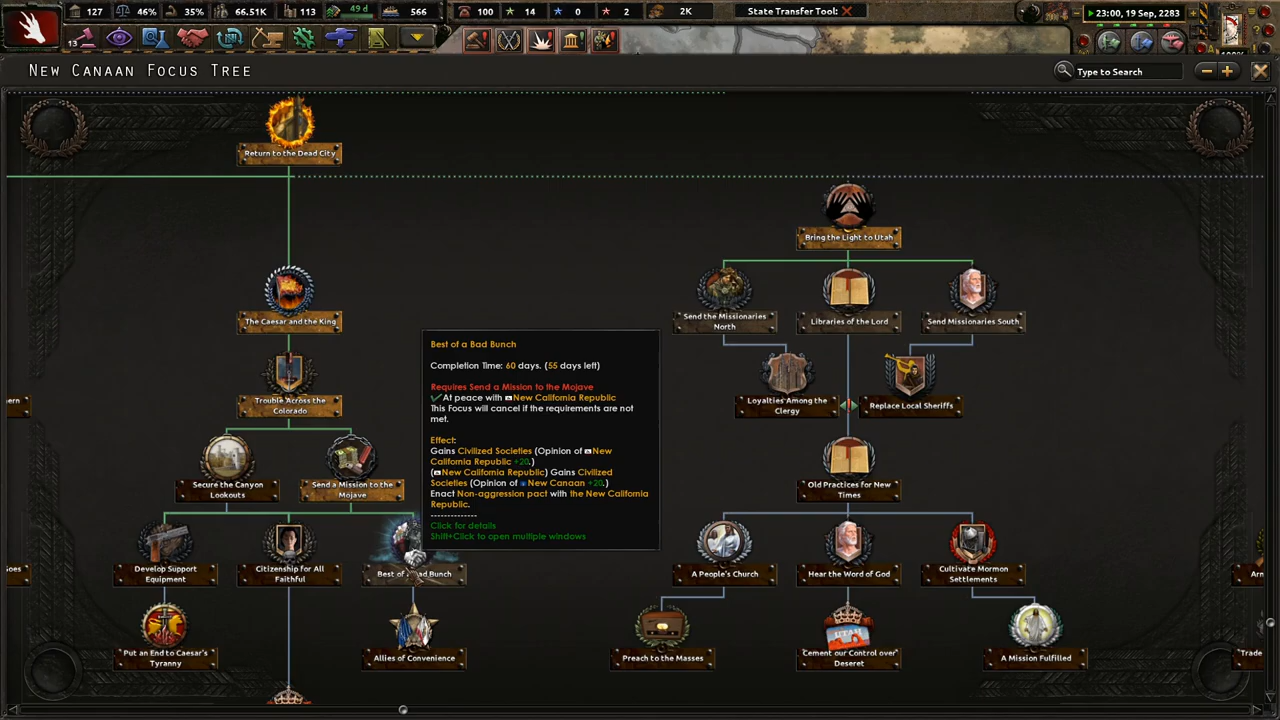 127
46%
35%
66.51K
113
49 d
566
100
14
0
2
2K
State Transfer Tool:
23:00, 19 Sep, 2283
13
100%
New Canaan Focus Tree
Type to Search
Return to the Dead City
Bring the Light to Utah
The Caesar and the King
Send the Missionaries
North
Libraries of the Lord
Send Missionaries South
Best of a Bad Bunch
Completion Time: 60 days. (55 days left)
Requires Send a Mission to the Mojave
At peace with New California Republic
This Focus will cancel if the requirements are not
met.
Effect:
Gains Civilized Societies (Opinion of New
California Republic +20.)
(New California Republic) Gains Civilized
Societies (Opinion of New Canaan +20.)
Enact Non-aggression pact with the New California
Republic.
--------------
Click for details
Shift+Click to open multiple windows
Trouble Across the
Colorado
Loyalties Among the
Clergy
Replace Local Sheriffs
Secure the Canyon
Lookouts
Send a Mission to the
Mojave
Old Practices for New
Times
Goes
Develop Support
Equipment
Citizenship for All
Faithful
Best of Bad Bunch
A People's Church
Hear the Word of God
Cultivate Mormon
Settlements
UTAH
Put an End to Caesar's
Tyranny
Allies of Convenience
Preach to the Masses
Cement our Control over
Deseret
A Mission Fulfilled
Trade